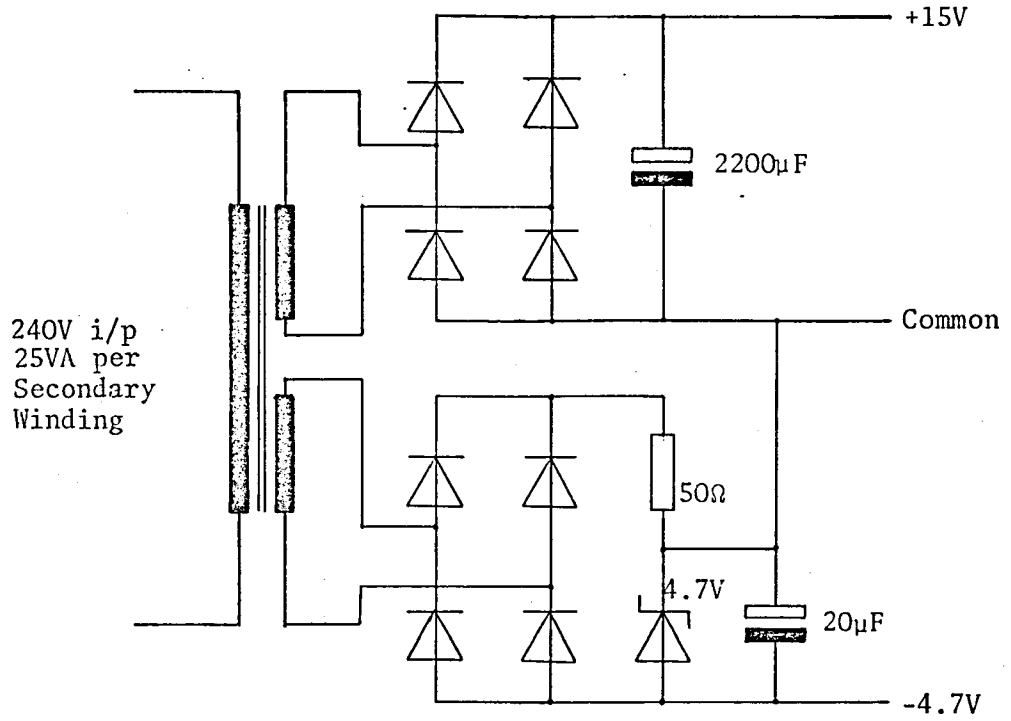 +15V
2200µF
Common
240V i/p
25VA per
Secondary
Winding
50Ω
4.7V
20µF
-4.7V